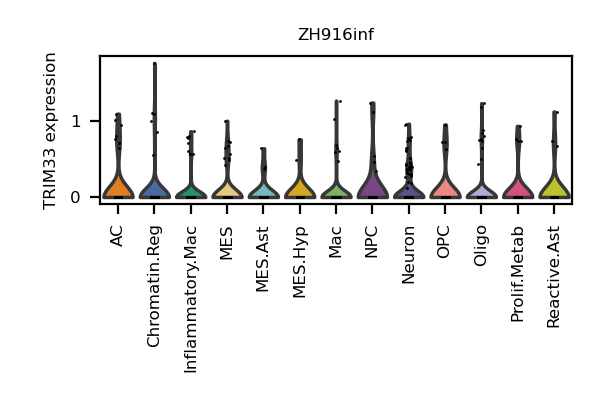 ZH916inf
TRIM33 expression
1
0
AC
Chromatin.Reg
Inflammatory.Mac
MES
MES.Ast
MES.Hyp
Mac
NPC
Neuron
OPC
Oligo
Prolif.Metab
Reactive.Ast